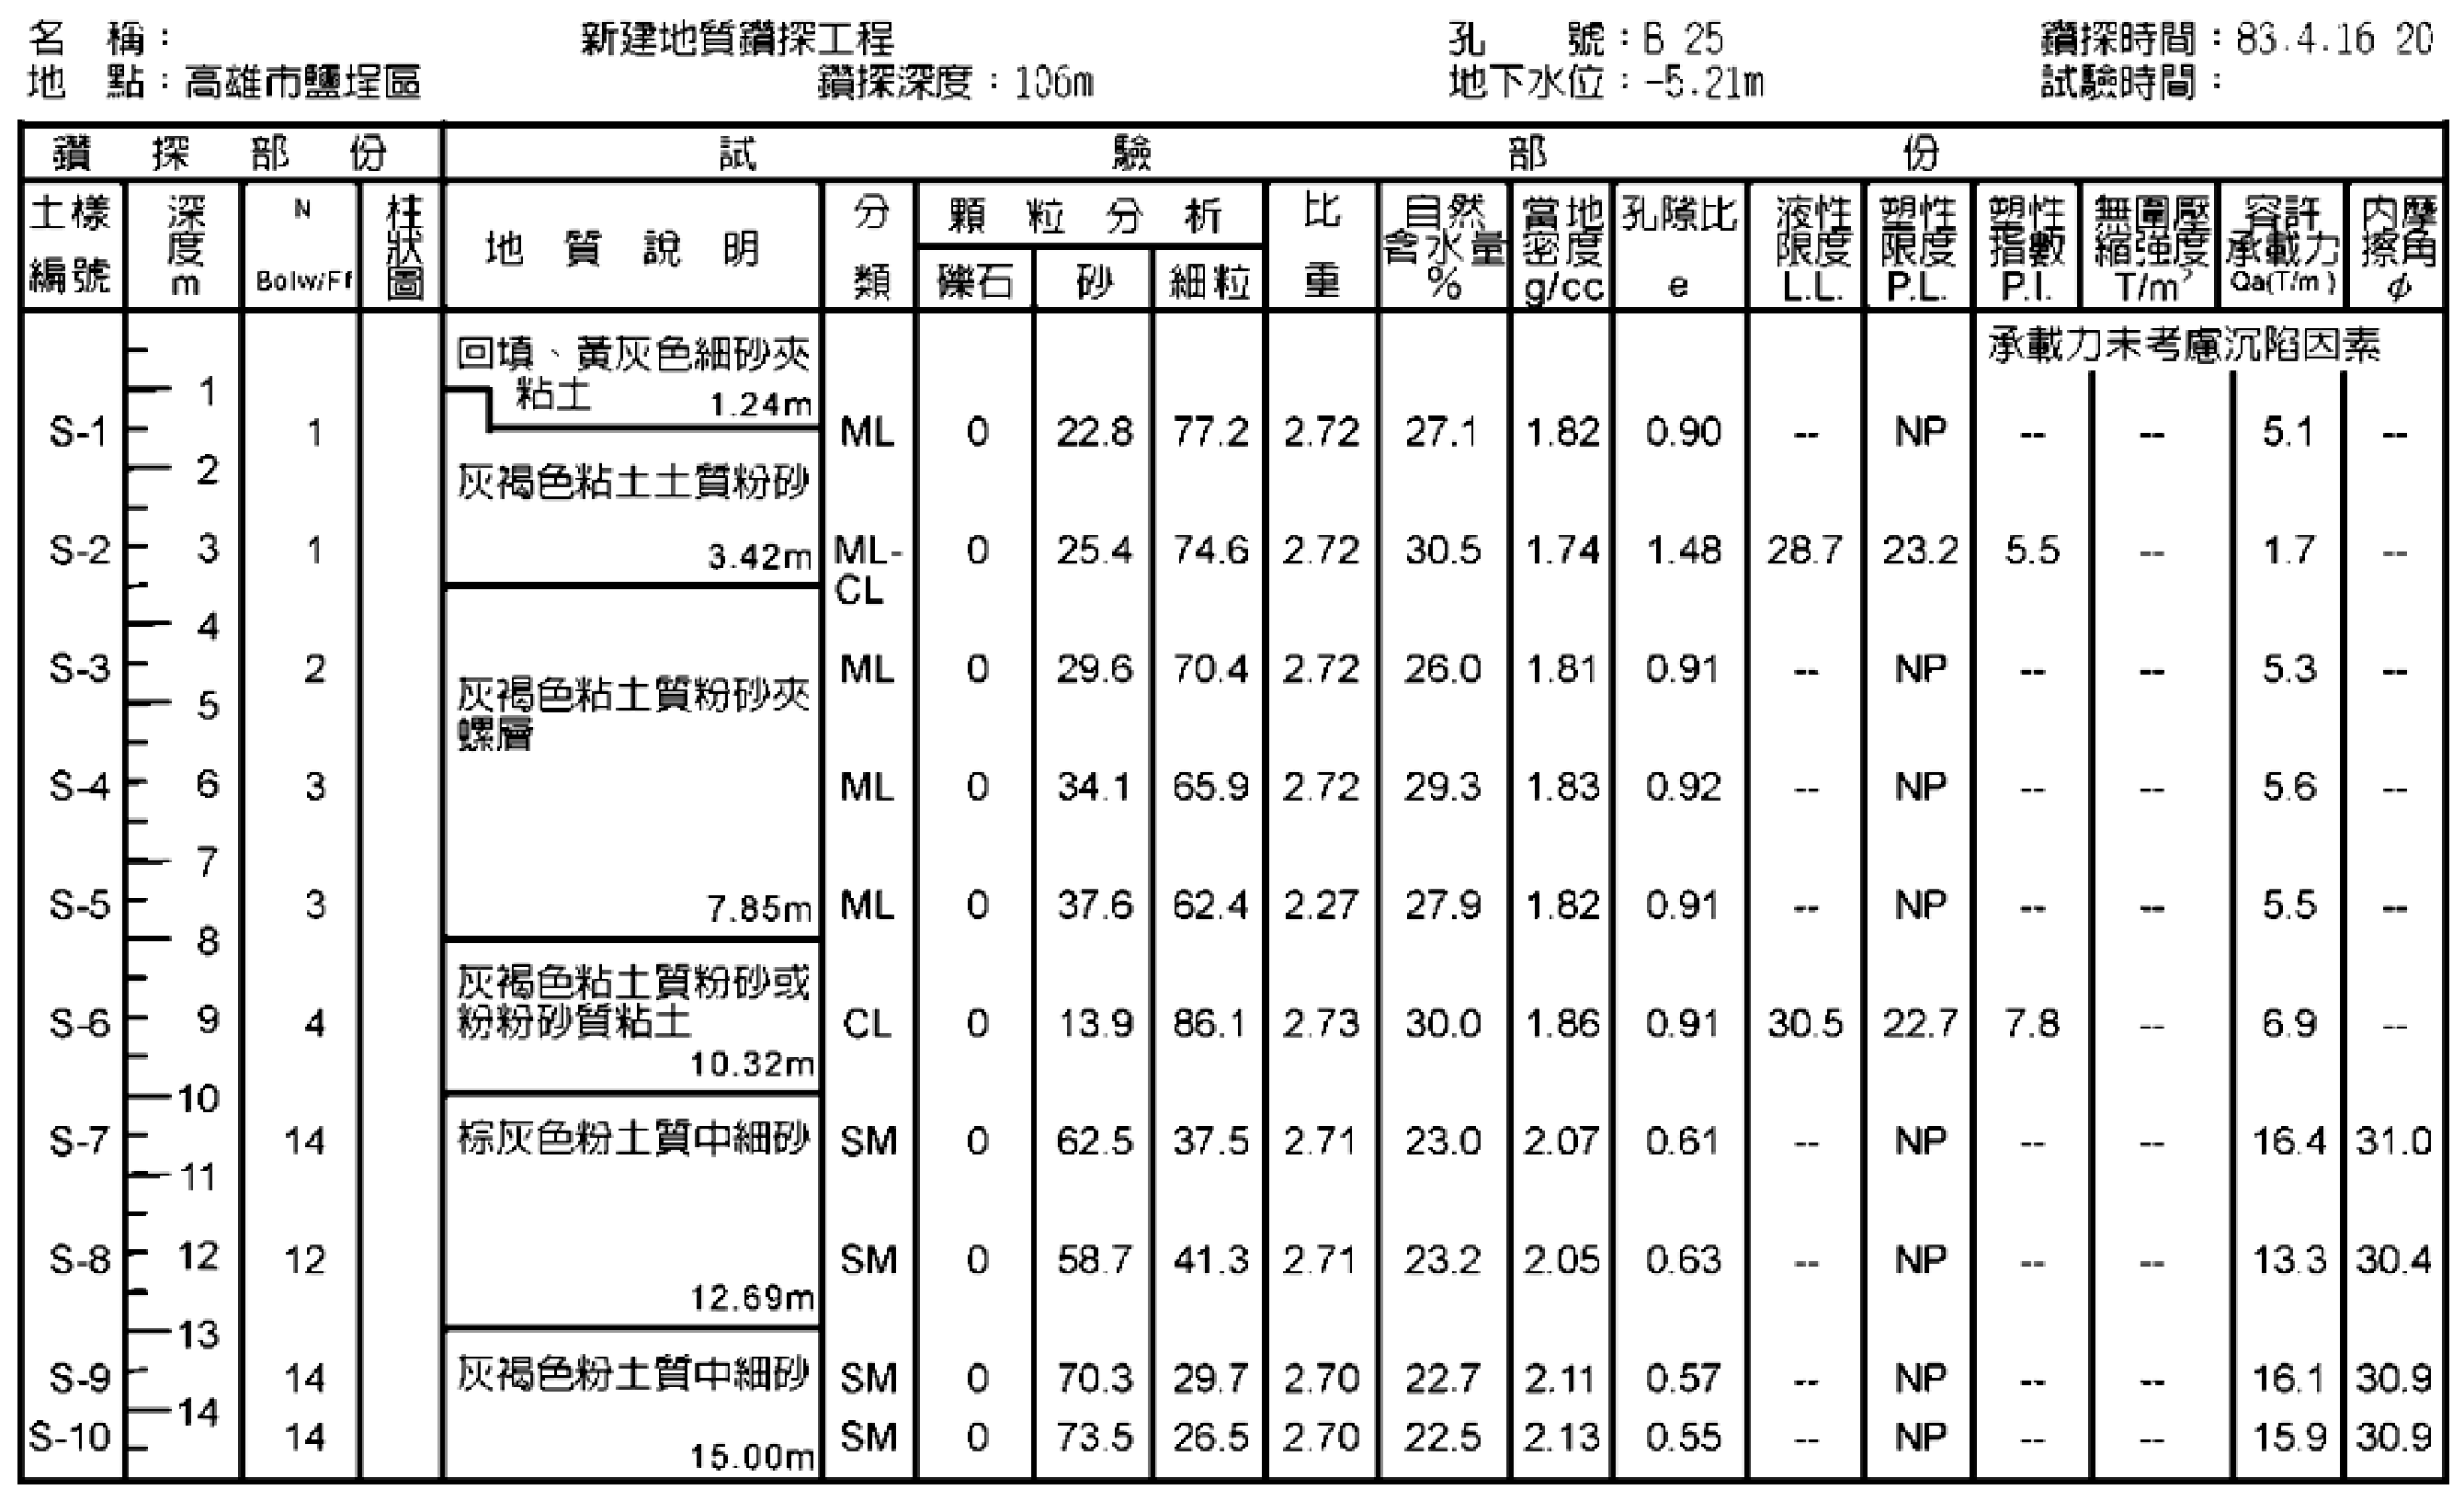 名 稱： 新建地質鑽探工程 孔 號：B 25 鑽探時間：83.4.16 20
地 點：高雄市鹽埕區 鑽探深度：106m 地下水位：-5.21m 試驗時間：
鑽 探 部 份 試 驗 部 份
土樣編號 深度m N Bolw/Ff 柱狀圖 地質說明 分類 顆粒分析 礫石 砂 細粒 比重 自然含水量% 當地密度g/cc 孔隙比e 液性限度L.L. 塑性限度P.L. 塑性指數P.I. 無圍壓縮強度T/m² 容許承載力Qa(T/m) 內摩擦角φ
承載力未考慮沉陷因素
回填、黃灰色細砂夾
粘土 1.24m
1
S-1 1 ML 0 22.8 77.2 2.72 27.1 1.82 0.90 -- NP -- -- 5.1 --
2 灰褐色粘土土質粉砂
S-2 3 1 3.42m ML-CL 0 25.4 74.6 2.72 30.5 1.74 1.48 28.7 23.2 5.5 -- 1.7 --
4
S-3 2 ML 0 29.6 70.4 2.72 26.0 1.81 0.91 -- NP -- -- 5.3 --
5 灰褐色粘土質粉砂夾
螺層
S-4 6 3 ML 0 34.1 65.9 2.72 29.3 1.83 0.92 -- NP -- -- 5.6 --
7
S-5 3 7.85m ML 0 37.6 62.4 2.27 27.9 1.82 0.91 -- NP -- -- 5.5 --
8
灰褐色粘土質粉砂或
粉粉砂質粘土
S-6 9 4 CL 0 13.9 86.1 2.73 30.0 1.86 0.91 30.5 22.7 7.8 -- 6.9 --
10.32m
10
S-7 14 棕灰色粉土質中細砂 SM 0 62.5 37.5 2.71 23.0 2.07 0.61 -- NP -- -- 16.4 31.0
11
S-8 12 12 SM 0 58.7 41.3 2.71 23.2 2.05 0.63 -- NP -- -- 13.3 30.4
12.69m
13
S-9 14 灰褐色粉土質中細砂 SM 0 70.3 29.7 2.70 22.7 2.11 0.57 -- NP -- -- 16.1 30.9
14
S-10 14 SM 0 73.5 26.5 2.70 22.5 2.13 0.55 -- NP -- -- 15.9 30.9
15.00m